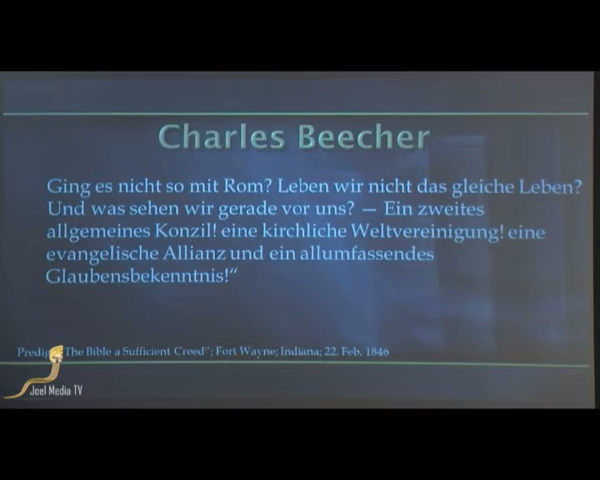 Charles Beecher
Ging es nicht so mit Rom? Leben wir nicht das gleiche Leben?
Und was sehen wir gerade vor uns? — Ein zweites
allgemeines Konzil! eine kirchliche Weltvereinigung! eine
evangelische Allianz und ein allumfassendes
Glaubensbekenntnis!“
The Bible a Sufficient Creed”; Fort Wayne; Indiana; 22. Feb. 1846
Joel Media TV